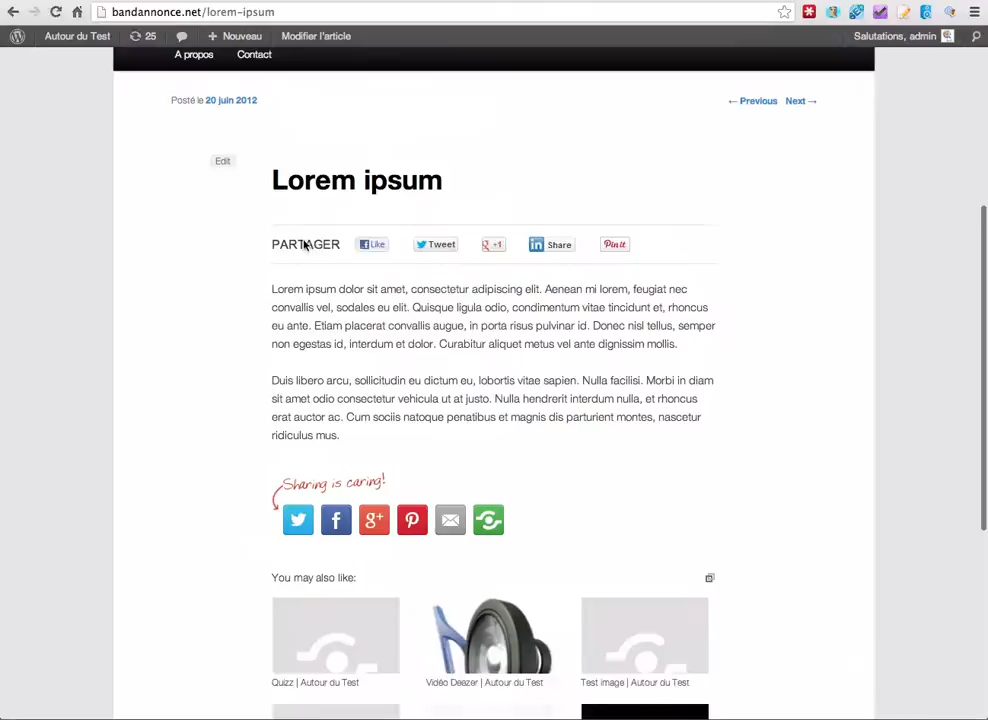 bandannonce.net/lorem-ipsum
Autour du Test 25 Nouveau Modifier l'article Salutations, admin
A propos Contact
Posté le 20 juin 2012 ← Previous Next →
Edit
Lorem ipsum
PARTAGER Like Tweet g +1 in Share Pin it
Lorem ipsum dolor sit amet, consectetur adipiscing elit. Aenean mi lorem, feugiat nec
convallis vel, sodales eu elit. Quisque ligula odio, condimentum vitae tincidunt et, rhoncus
eu ante. Etiam placerat convallis augue, in porta risus pulvinar id. Donec nisl tellus, semper
non egestas id, interdum et dolor. Curabitur aliquet metus vel ante dignissim mollis.
Duis libero arcu, sollicitudin eu dictum eu, lobortis vitae sapien. Nulla facilisi. Morbi in diam
sit amet odio consectetur vehicula ut at justo. Nulla hendrerit interdum nulla, et rhoncus
erat auctor ac. Cum sociis natoque penatibus et magnis dis parturient montes, nascetur
ridiculus mus.
Sharing is caring!
f g+
You may also like:
Quizz | Autour du Test Vidéo Deazer | Autour du Test Test image | Autour du Test